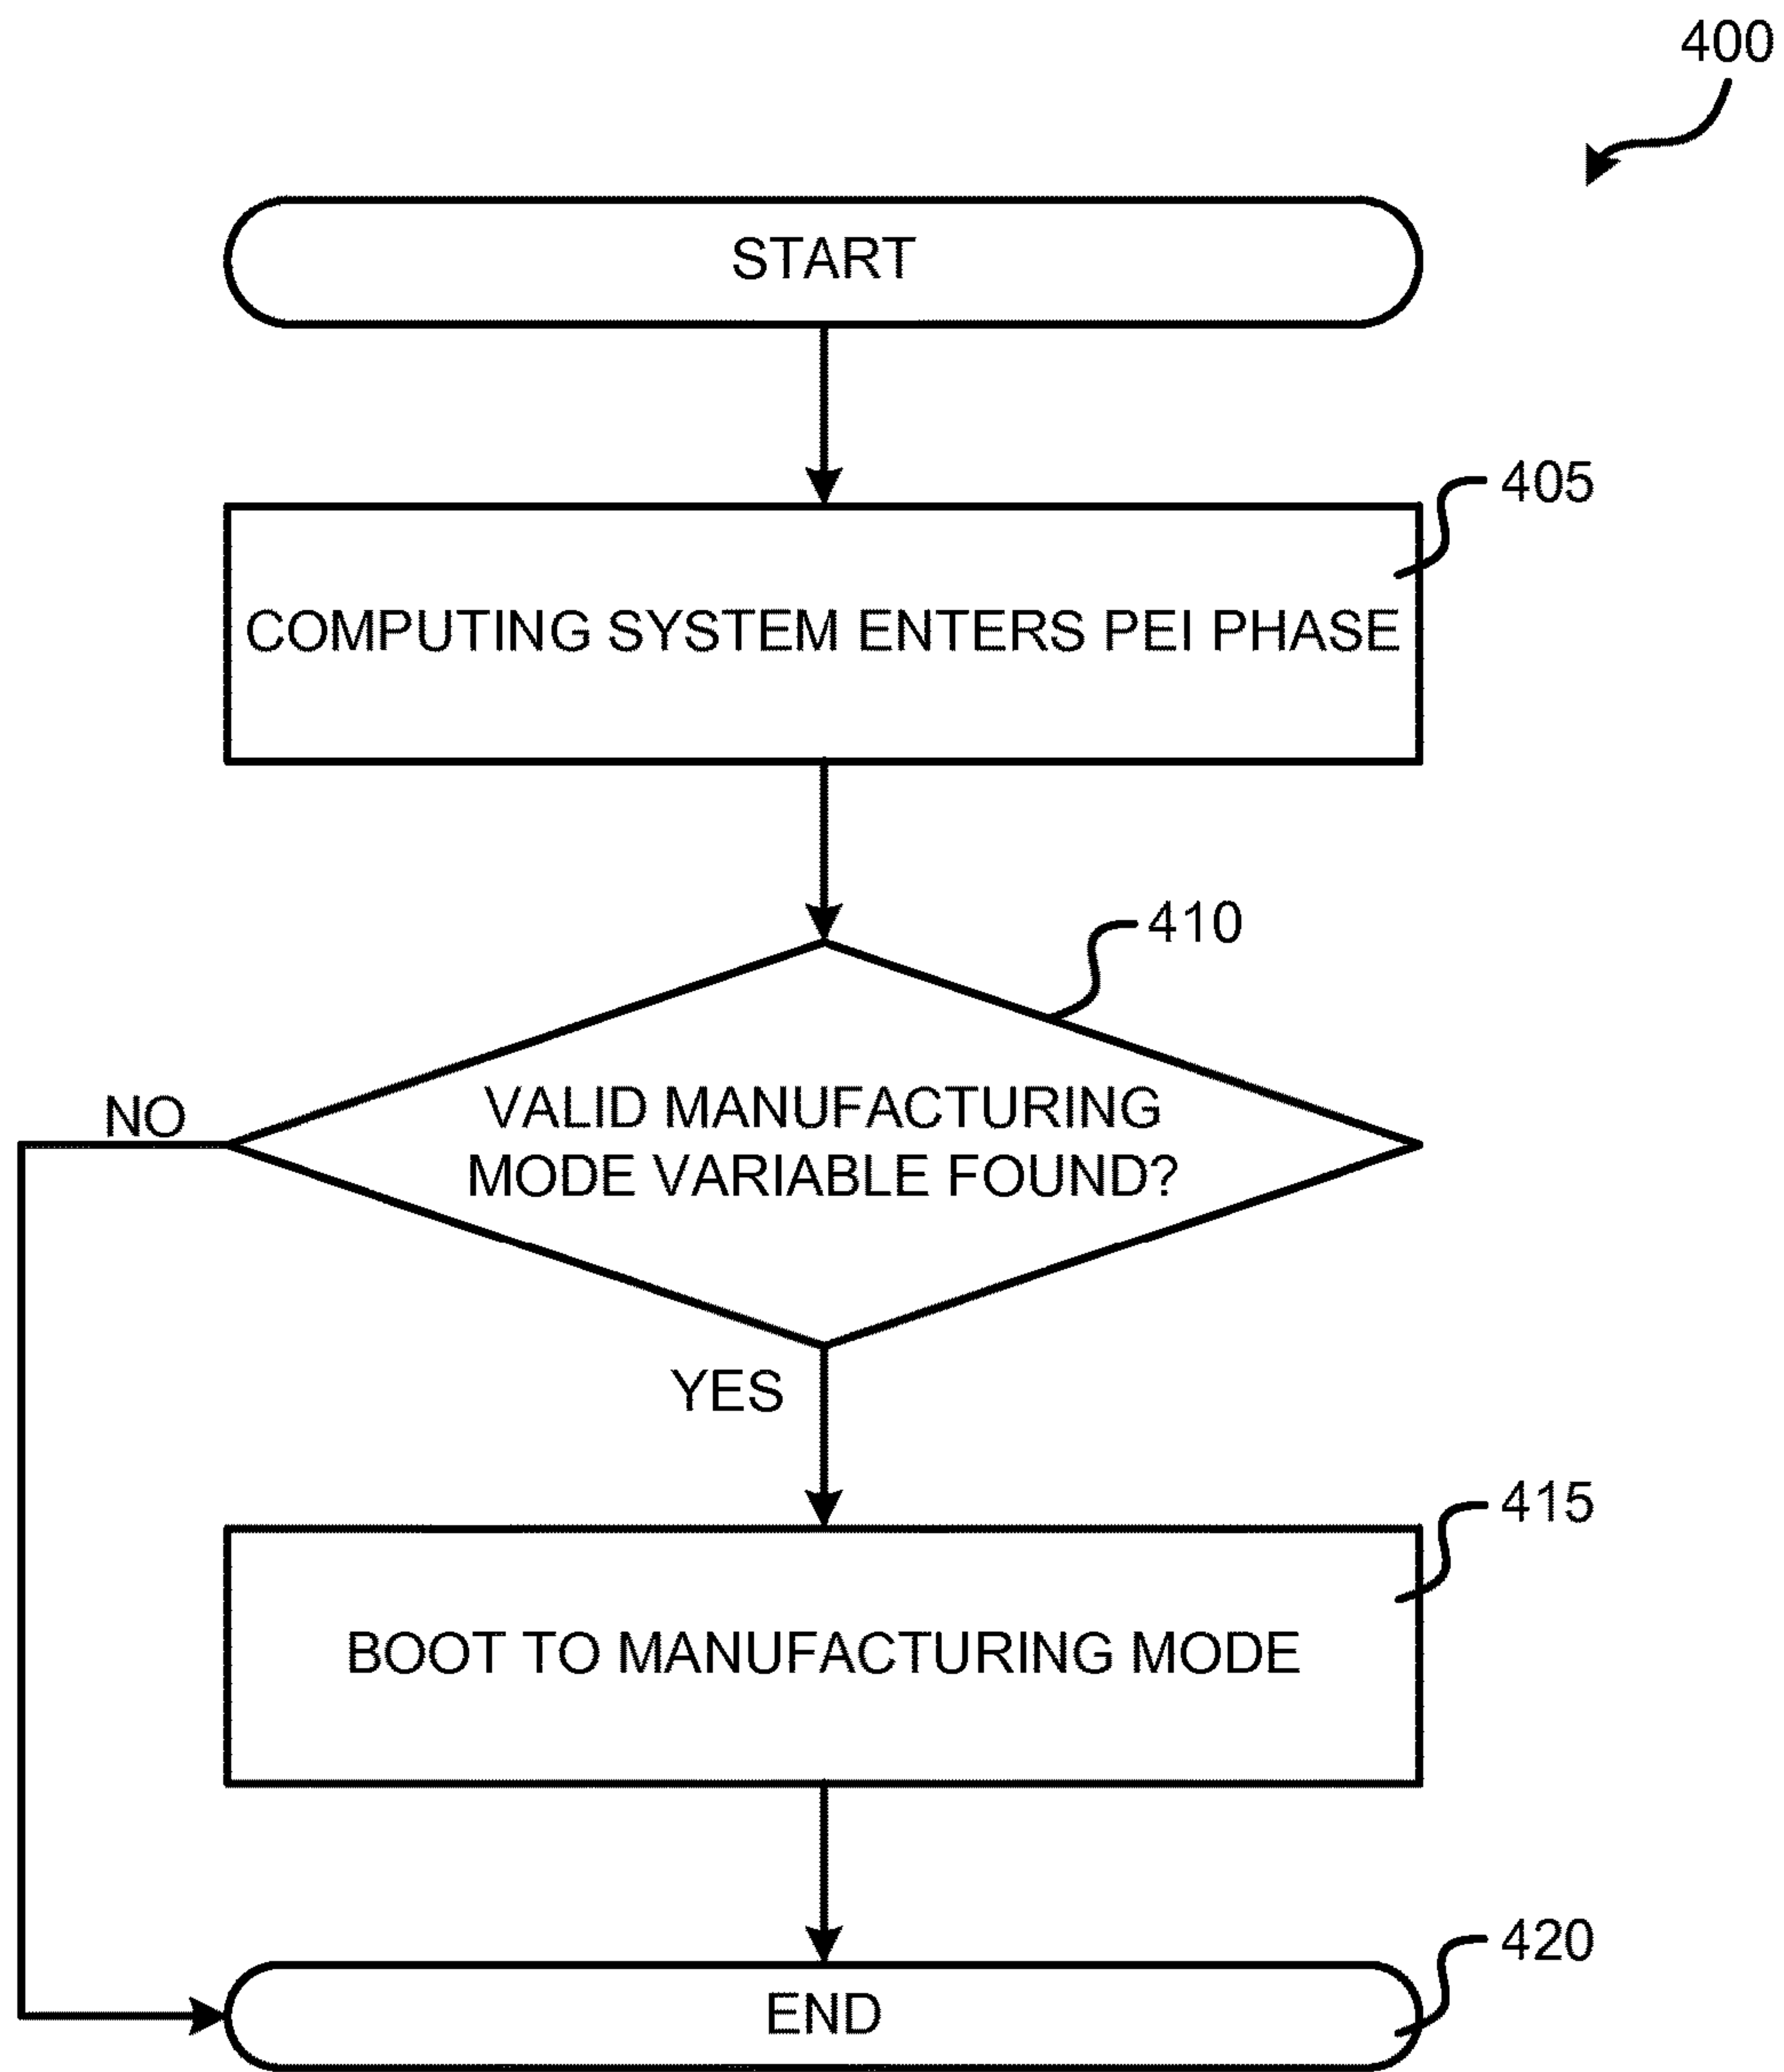 400
START
405
COMPUTING SYSTEM ENTERS PEI PHASE
410
NO
VALID MANUFACTURING
MODE VARIABLE FOUND?
YES
415
BOOT TO MANUFACTURING MODE
420
END